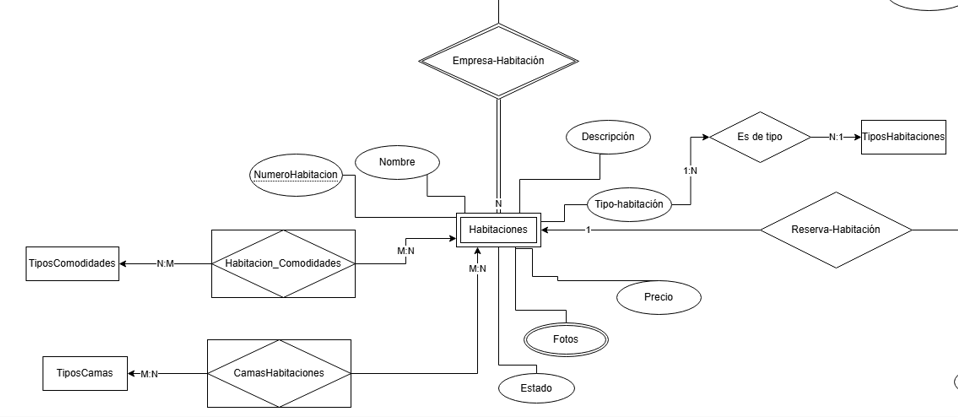 Empresa-Habitación
Descripción
Es de tipo
N:1
TiposHabitaciones
Nombre
NumeroHabitacion
1:N
Tipo-habitación
N
Habitaciones
1
Reserva-Habitación
M:N
TiposComodidades
N:M
Habitacion_Comodidades
M:N
Precio
Fotos
TiposCamas
M:N
CamasHabitaciones
Estado